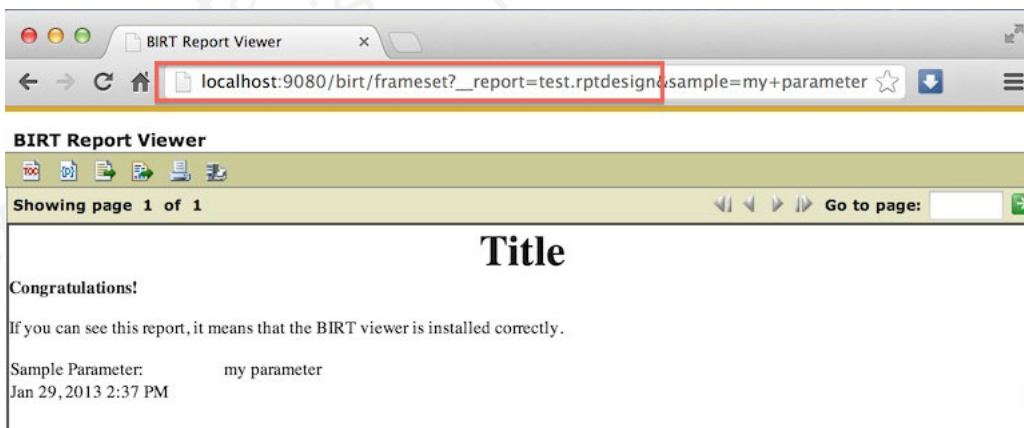 BIRT Report Viewer
localhost:9080/birt/frameset?__report=test.rptdesign&sample=my+parameter
BIRT Report Viewer
TOC
Showing page 1 of 1 Go to page:
Title
Congratulations!
If you can see this report, it means that the BIRT viewer is installed correctly.
Sample Parameter: my parameter
Jan 29, 2013 2:37 PM